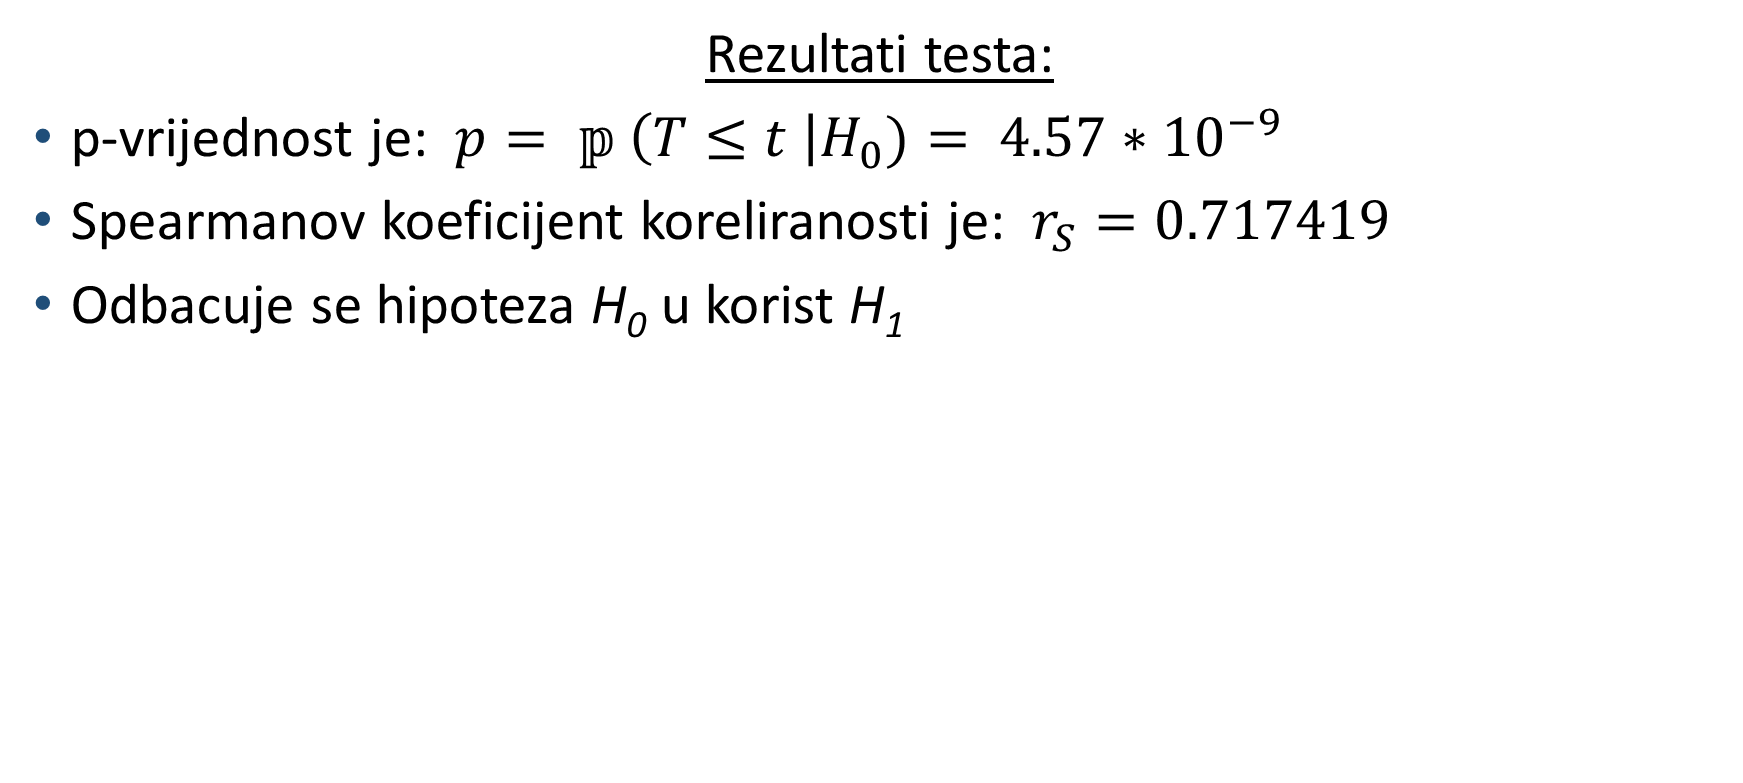 Rezultati testa:
• p-vrijednost je: p = 𝕡 (T ≤ t |H₀) = 4.57 * 10⁻⁹
• Spearmanov koeficijent koreliranosti je: r_S = 0.717419
• Odbacuje se hipoteza H₀ u korist H₁